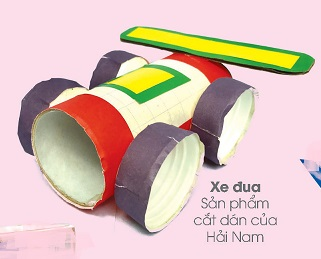 Xe đua
Sản phẩm
cắt dán của
Hải Nam